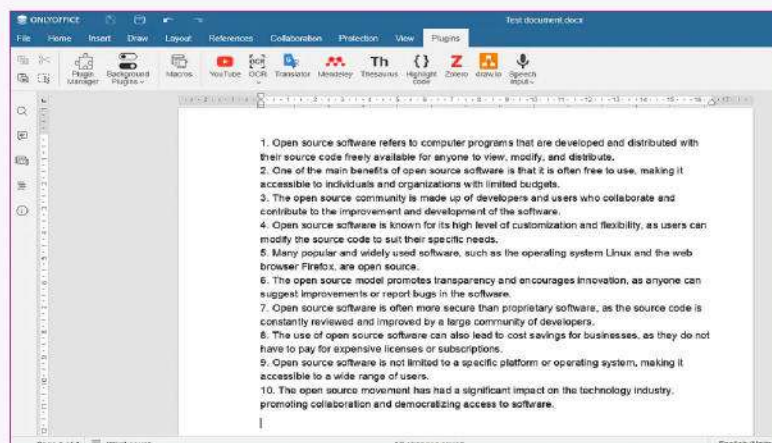 ONLYOFFICE
Test document.docx
File Home Insert Draw Layout References Collaboration Protection View Plugins
Plugin Manager Background Plugins Macros YouTube OCR Translator Mendeley Thesaurus Highlight code Zotero draw.io Speech input
1. Open source software refers to computer programs that are developed and distributed with
their source code freely available for anyone to view, modify, and distribute.
2. One of the main benefits of open source software is that it is often free to use, making it
accessible to individuals and organizations with limited budgets.
3. The open source community is made up of developers and users who collaborate and
contribute to the improvement and development of the software.
4. Open source software is known for its high level of customization and flexibility, as users can
modify the source code to suit their specific needs.
5. Many popular and widely used software, such as the operating system Linux and the web
browser Firefox, are open source.
6. The open source model promotes transparency and encourages innovation, as anyone can
suggest improvements or report bugs in the software.
7. Open source software is often more secure than proprietary software, as the source code is
constantly reviewed and improved by a large community of developers.
8. The use of open source software can also lead to cost savings for businesses, as they do not
have to pay for expensive licenses or subscriptions.
9. Open source software is not limited to a specific platform or operating system, making it
accessible to a wide range of users.
10. The open source movement has had a significant impact on the technology industry,
promoting collaboration and democratizing access to software.